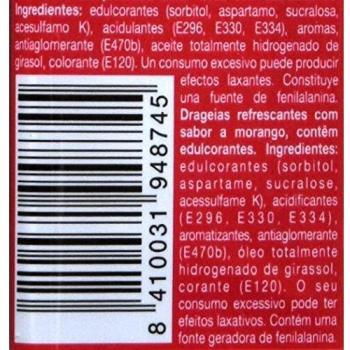 Ingredientes: edulcorantes (sorbitol, aspartamo, sucralosa,
acesulfamo K), acidulantes (E296, E330, E334), aromas,
antiaglomerante (E470b), aceite totalmente hidrogenado de
girasol, colorante (E120). Un consumo excesivo puede producir
efectos laxantes. Constituye
una fuente de fenilalanina.
Drageias refrescantes com
sabor a morango, contêm
edulcorantes. Ingredientes:
edulcorantes (sorbitol,
aspartame, sucralose,
acessulfame K), acidificantes
(E296, E330, E334),
aromatizantes, antiaglomerante
(E470b), óleo totalmente
hidrogenado de girassol,
corante (E120). O seu
consumo excessivo pode ter
efeitos laxativos. Contém uma
fonte geradora de fenilalanina.
8 410031 948745